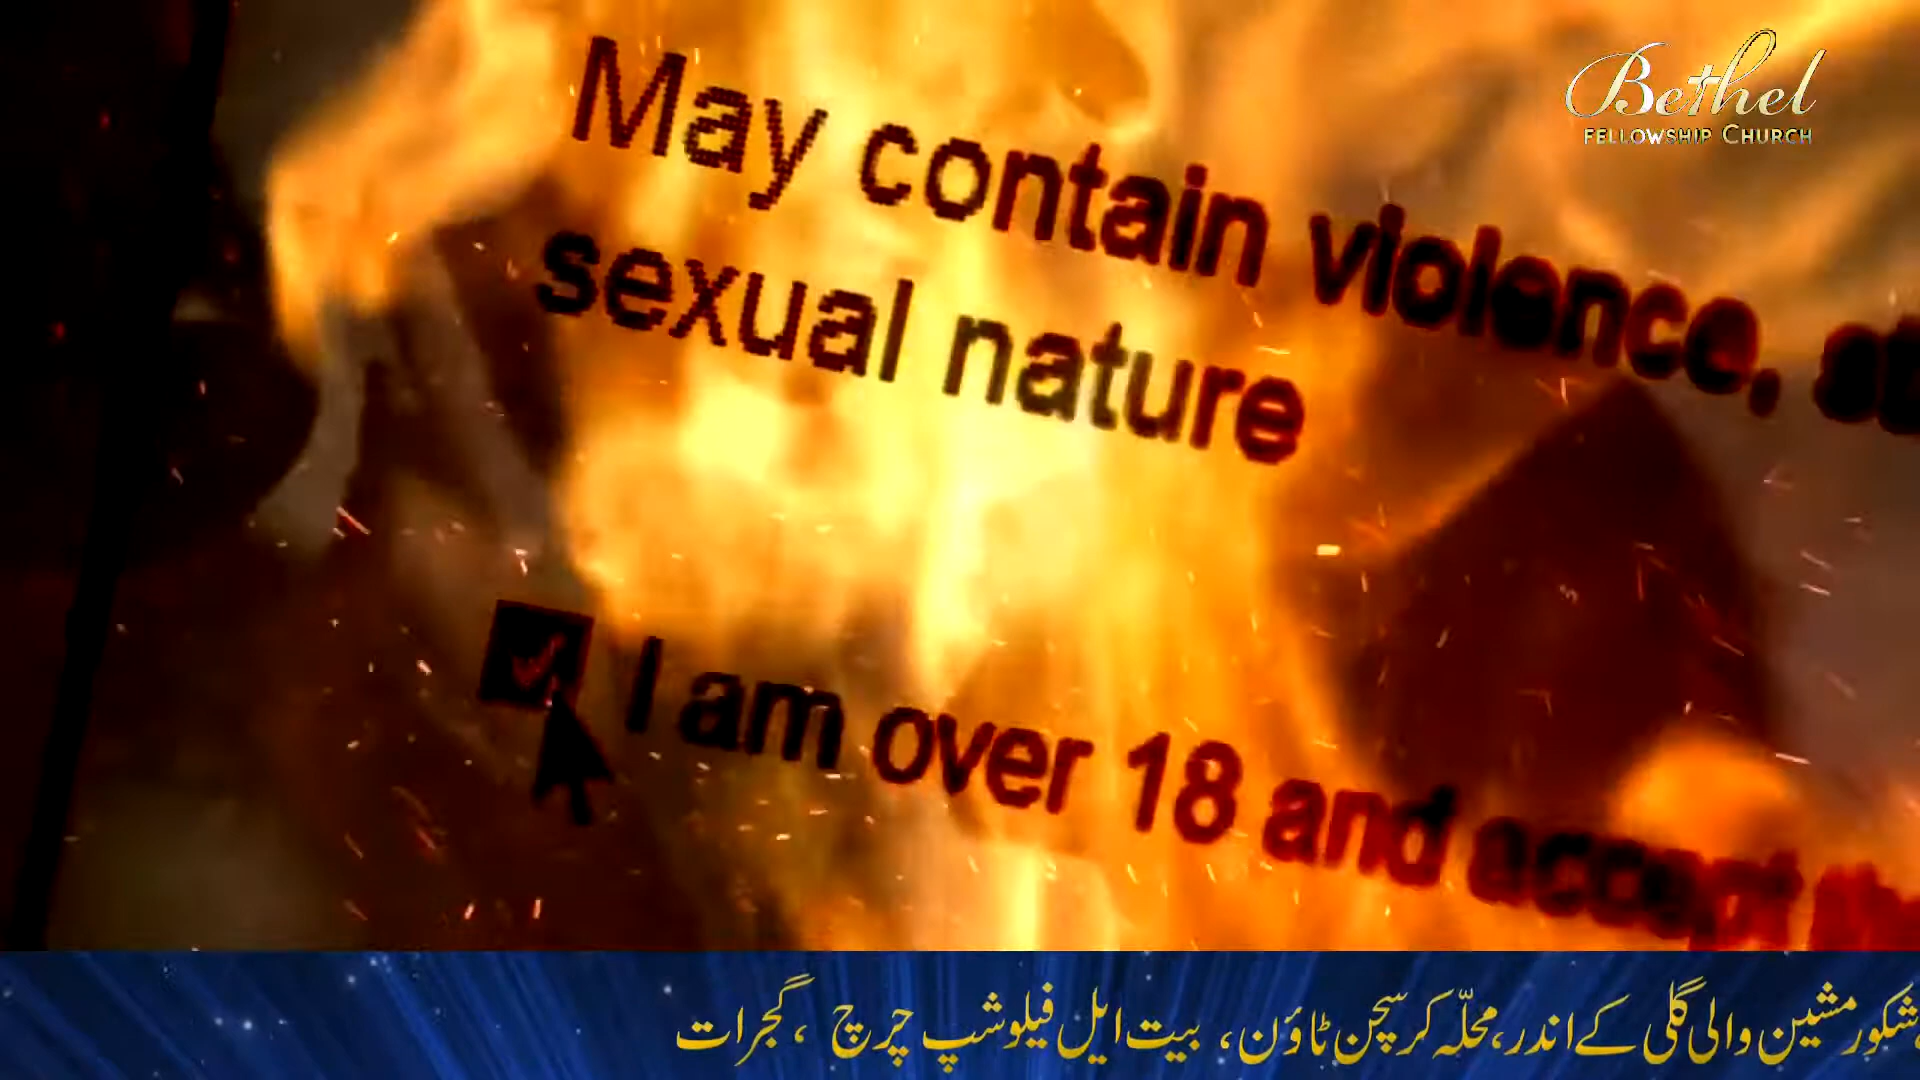 Bethel
FELLOWSHIP CHURCH
May contain violence,
sexual nature
I am over 18 and accept
شکور مشین والی گلی کے اندر، محلّہ کرسچن ٹاؤن، بیت ایل فیلوشپ چرچ ، گجرات